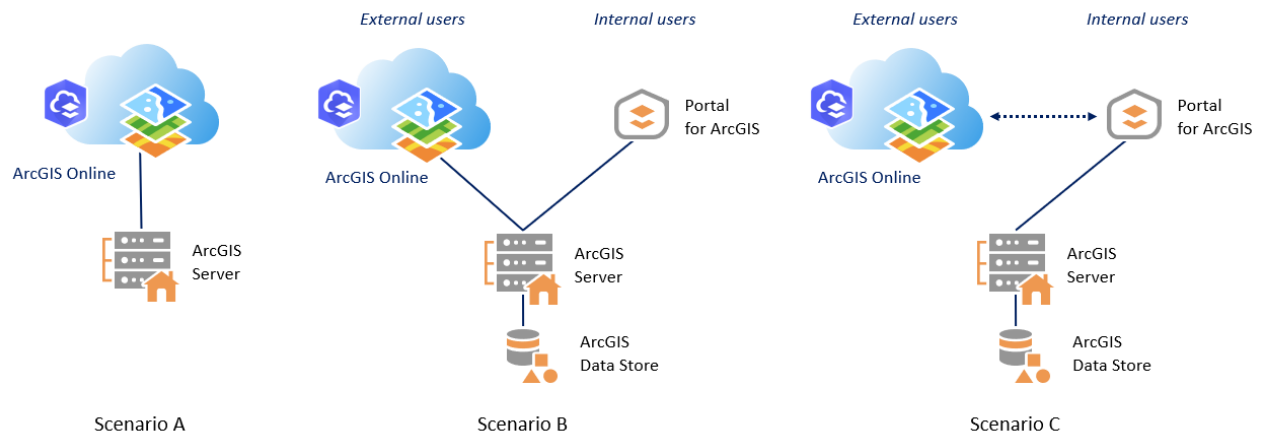 External users
Internal users
External users
Internal users
Portal
for ArcGIS
Portal
for ArcGIS
ArcGIS Online
ArcGIS Online
ArcGIS Online
ArcGIS
Server
ArcGIS
Server
ArcGIS
Server
ArcGIS
Data Store
ArcGIS
Data Store
Scenario A
Scenario B
Scenario C